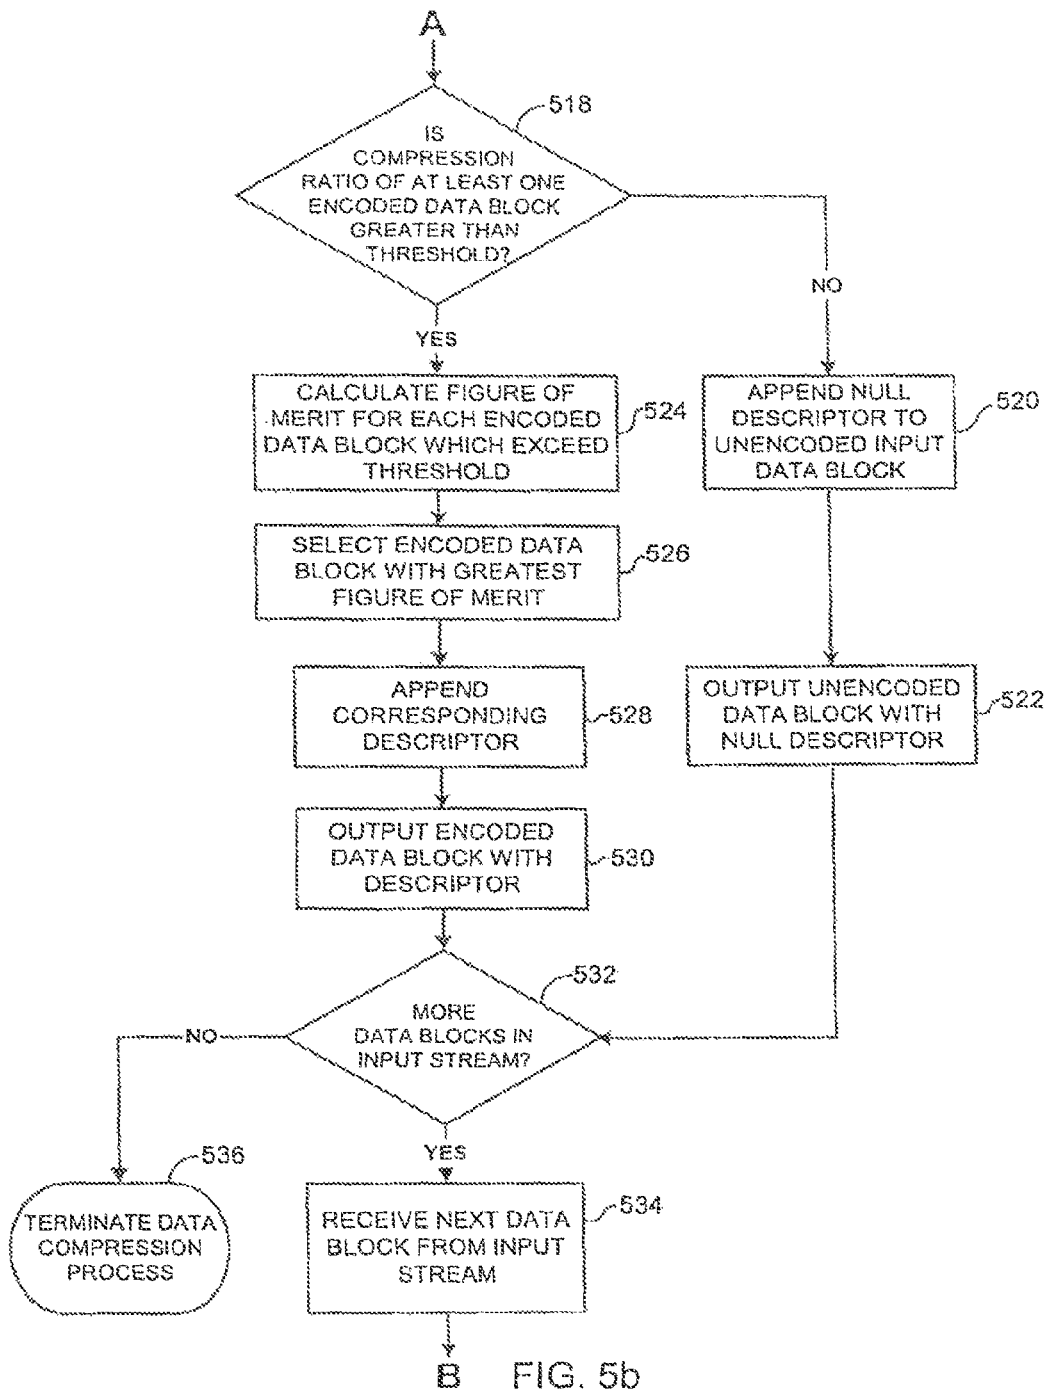 A
518
IS
COMPRESSION
RATIO OF AT LEAST ONE
ENCODED DATA BLOCK
GREATER THAN
THRESHOLD?
NO
YES
CALCULATE FIGURE OF
MERIT FOR EACH ENCODED
DATA BLOCK WHICH EXCEED
THRESHOLD
524
APPEND NULL
DESCRIPTOR TO
UNENCODED INPUT
DATA BLOCK
520
SELECT ENCODED DATA
BLOCK WITH GREATEST
FIGURE OF MERIT
526
APPEND
CORRESPONDING
DESCRIPTOR
528
OUTPUT UNENCODED
DATA BLOCK WITH
NULL DESCRIPTOR
522
OUTPUT ENCODED
DATA BLOCK WITH
DESCRIPTOR
530
532
MORE
DATA BLOCKS IN
INPUT STREAM?
NO
YES
536
TERMINATE DATA
COMPRESSION
PROCESS
RECEIVE NEXT DATA
BLOCK FROM INPUT
STREAM
534
B
FIG. 5b